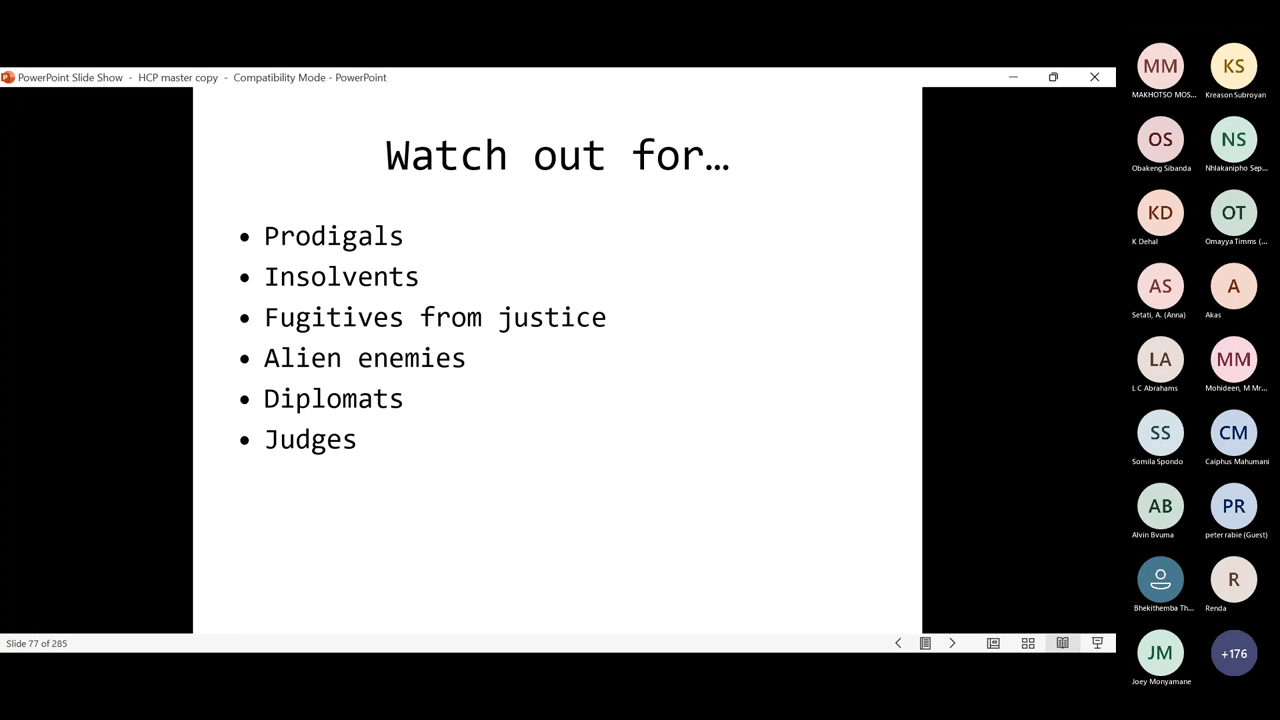 PowerPoint Slide Show - HCP master copy - Compatibility Mode - PowerPoint
Watch out for…
• Prodigals
• Insolvents
• Fugitives from justice
• Alien enemies
• Diplomats
• Judges
Slide 77 of 285
MM
MAKHOTSO MOS...
KS
Kreason Subroyan
OS
Obakeng Sibanda
NS
Nhlakanipho Sep...
KD
K Dehal
OT
Omayya Timms (...
AS
Setati, A. (Anna)
A
Akas
LA
L C Abrahams
MM
Mohideen, M Mr...
SS
Somila Spondo
CM
Caiphus Mahumani
AB
Alvin Bvuma
PR
peter rabie (Guest)
Bhekithemba Th...
R
Renda
JM
Joey Monyamane
+176